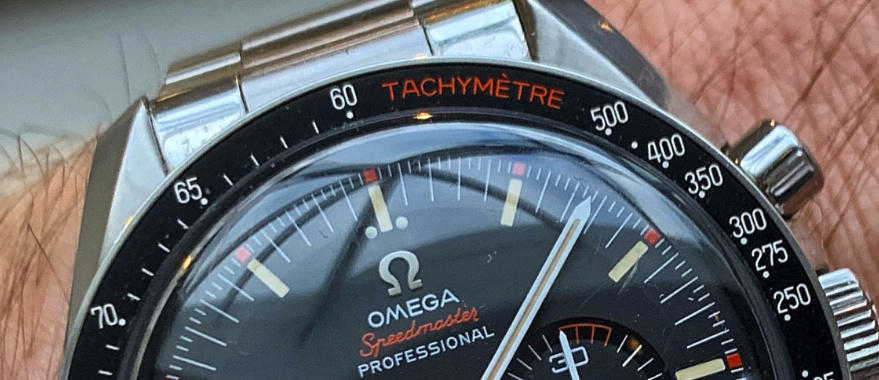 60
TACHYMÈTRE
500
400
350
300
275
250
65
70
Ω
OMEGA
Speedmaster
PROFESSIONAL
30